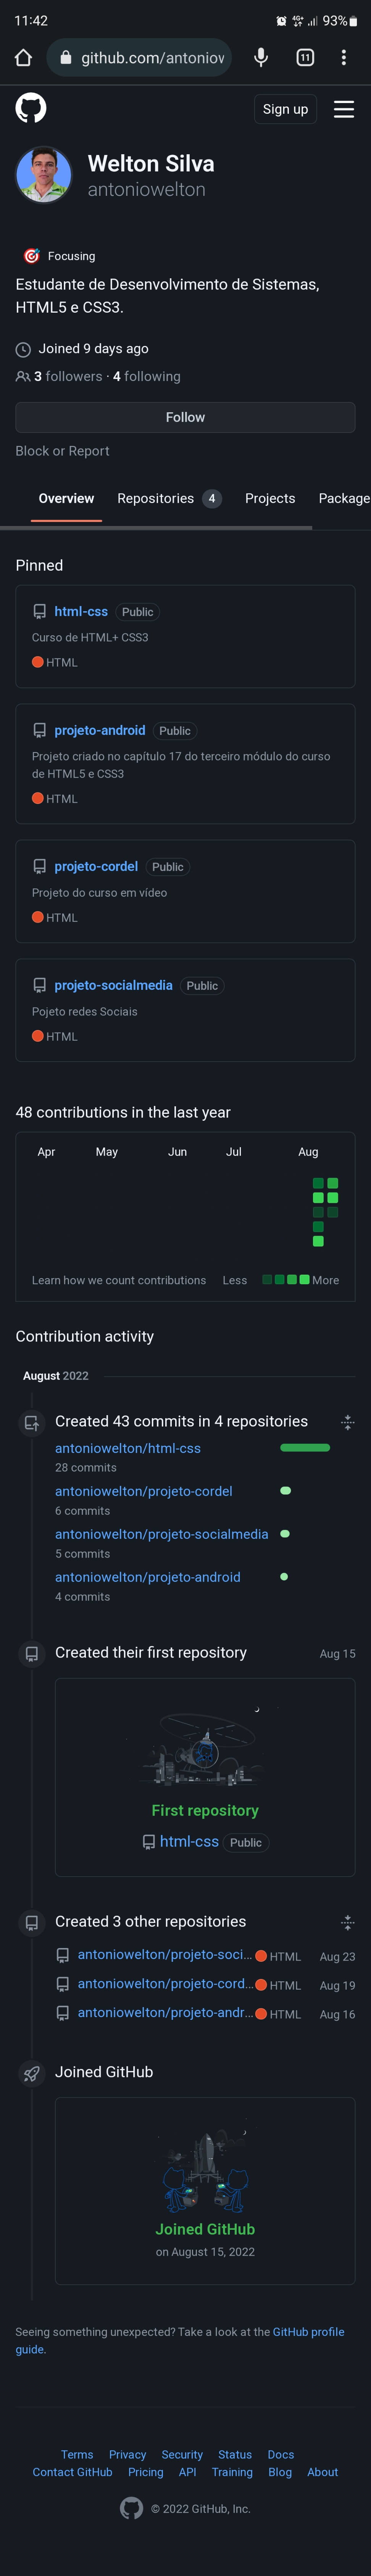 11:42
4G+
93%
github.com/antoniov
11
Sign up
Welton Silva
antoniowelton
Focusing
Estudante de Desenvolvimento de Sistemas,
HTML5 e CSS3.
Joined 9 days ago
3 followers · 4 following
Follow
Block or Report
Overview Repositories 4 Projects Package
Pinned
html-css Public
Curso de HTML+ CSS3
HTML
projeto-android Public
Projeto criado no capítulo 17 do terceiro módulo do curso
de HTML5 e CSS3
HTML
projeto-cordel Public
Projeto do curso em vídeo
HTML
projeto-socialmedia Public
Pojeto redes Sociais
HTML
48 contributions in the last year
Apr May Jun Jul Aug
Learn how we count contributions Less More
Contribution activity
August 2022
Created 43 commits in 4 repositories
antoniowelton/html-css
28 commits
antoniowelton/projeto-cordel
6 commits
antoniowelton/projeto-socialmedia
5 commits
antoniowelton/projeto-android
4 commits
Created their first repository Aug 15
First repository
html-css Public
Created 3 other repositories
antoniowelton/projeto-soci... HTML Aug 23
antoniowelton/projeto-cord... HTML Aug 19
antoniowelton/projeto-andr... HTML Aug 16
Joined GitHub
Joined GitHub
on August 15, 2022
Seeing something unexpected? Take a look at the GitHub profile
guide.
Terms Privacy Security Status Docs
Contact GitHub Pricing API Training Blog About
© 2022 GitHub, Inc.